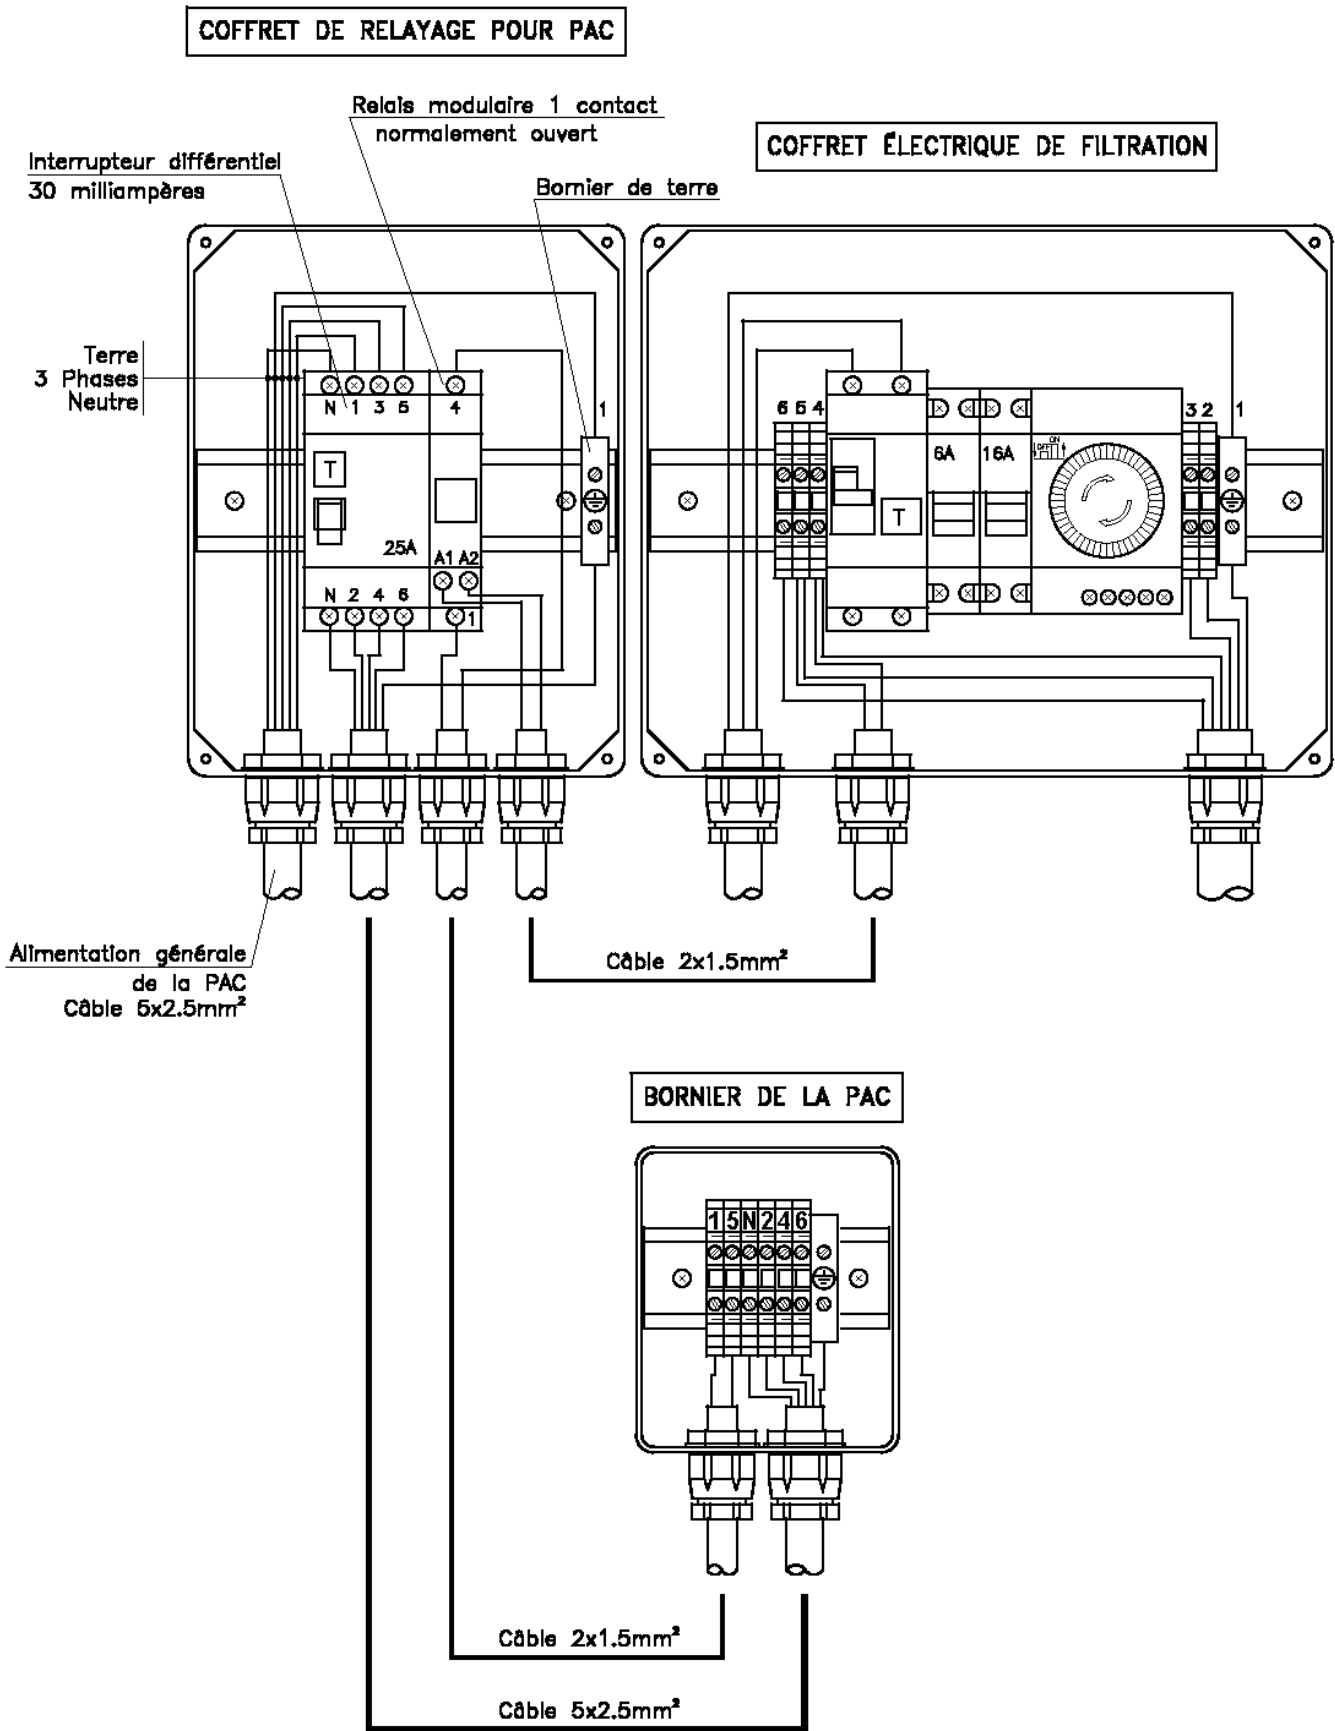 COFFRET DE RELAYAGE POUR PAC
Relais modulaire 1 contact
normalement ouvert
COFFRET ÉLECTRIQUE DE FILTRATION
Interrupteur différentiel
30 milliampères
Bornier de terre
Terre
3 Phases
Neutre
N 1 3 5 4 1
T
25A
A1 A2
N 2 4 6 1
6 5 4 6A 16A OFF ON 3 2 1
T
Alimentation générale
de la PAC
Câble 5x2.5mm²
Câble 2x1.5mm²
BORNIER DE LA PAC
1 5 N 2 4 6
Câble 2x1.5mm²
Câble 5x2.5mm²